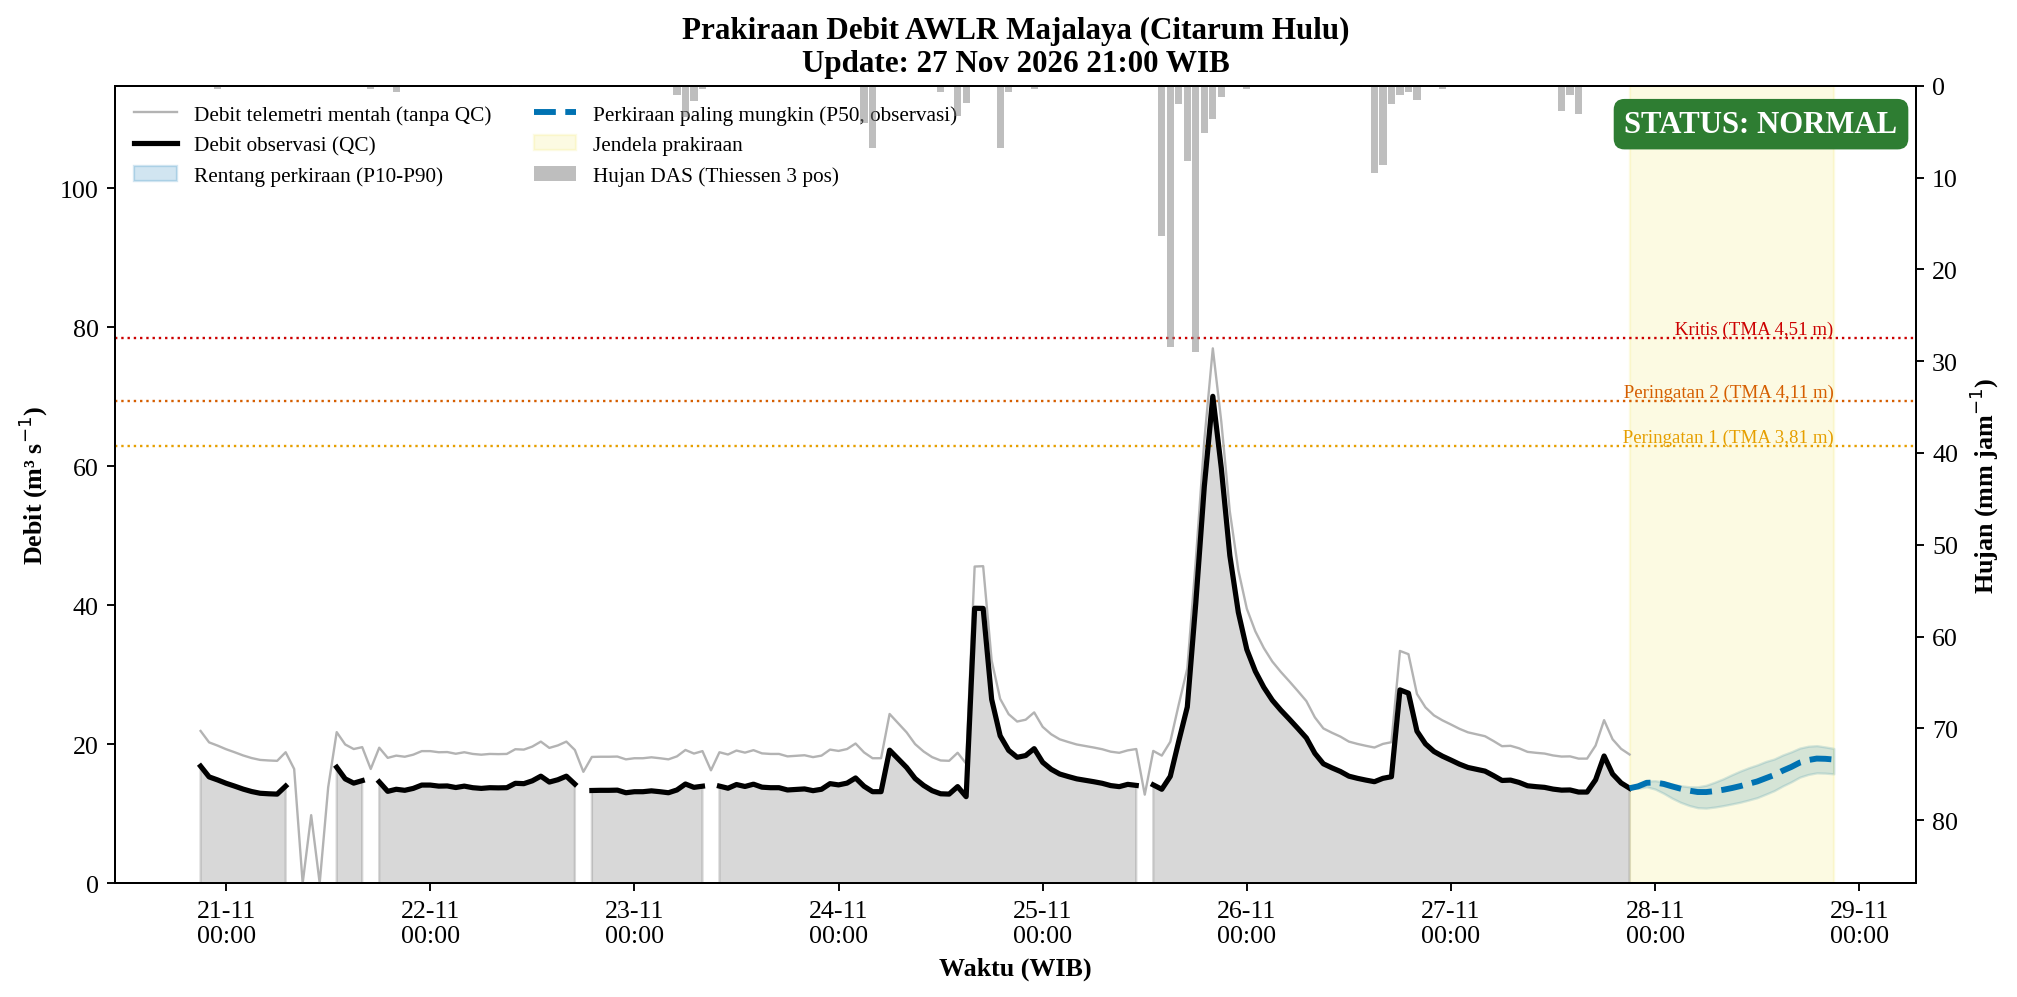 Prakiraan Debit AWLR Majalaya (Citarum Hulu)
Update: 27 Nov 2026 21:00 WIB
Debit telemetri mentah (tanpa QC)
Debit observasi (QC)
Rentang perkiraan (P10-P90)
Perkiraan paling mungkin (P50, observasi)
Jendela prakiraan
Hujan DAS (Thiessen 3 pos)
STATUS: NORMAL
Kritis (TMA 4,51 m)
Peringatan 2 (TMA 4,11 m)
Peringatan 1 (TMA 3,81 m)
Debit (m³ s⁻¹)
100
80
60
40
20
0
Hujan (mm jam⁻¹)
0
10
20
30
40
50
60
70
80
21-11
00:00
22-11
00:00
23-11
00:00
24-11
00:00
25-11
00:00
26-11
00:00
27-11
00:00
28-11
00:00
29-11
00:00
Waktu (WIB)